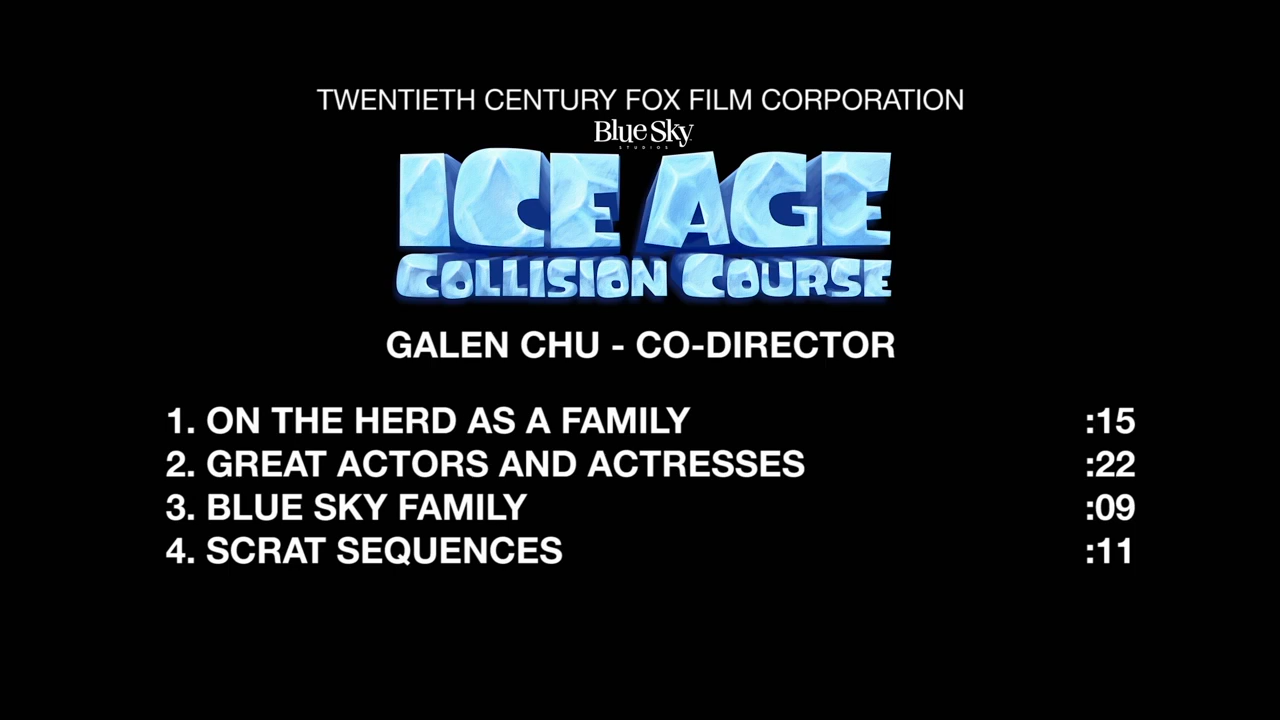 TWENTIETH CENTURY FOX FILM CORPORATION
Blue Sky
STUDIOS
ICE AGE
COLLISION COURSE
GALEN CHU - CO-DIRECTOR
1. ON THE HERD AS A FAMILY :15
2. GREAT ACTORS AND ACTRESSES :22
3. BLUE SKY FAMILY :09
4. SCRAT SEQUENCES :11